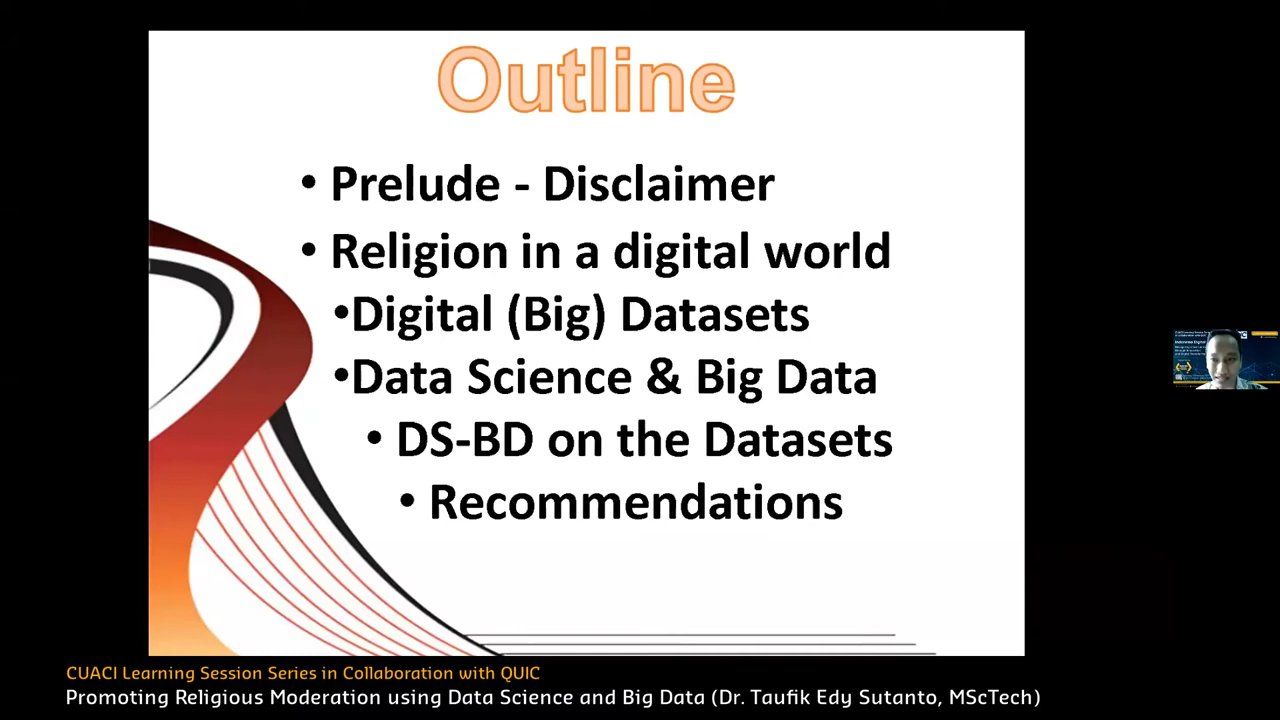 Outline
• Prelude - Disclaimer
• Religion in a digital world
•Digital (Big) Datasets
•Data Science & Big Data
• DS-BD on the Datasets
• Recommendations
CUACI Learning Session Series in Collaboration with QUIC
Promoting Religious Moderation using Data Science and Big Data (Dr. Taufik Edy Sutanto, MScTech)